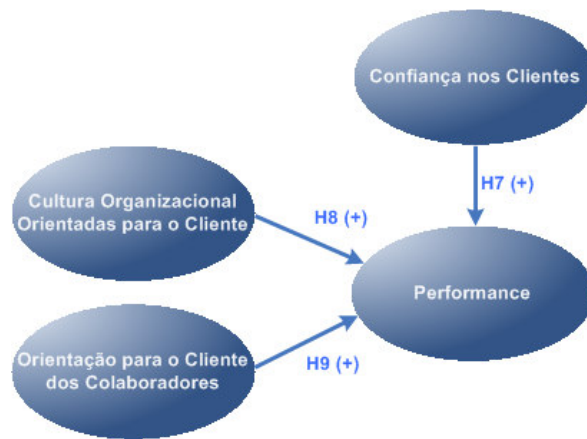 Confiança nos Clientes
H7 (+)
Cultura Organizacional
Orientadas para o Cliente
H8 (+)
Performance
Orientação para o Cliente
dos Colaboradores
H9 (+)